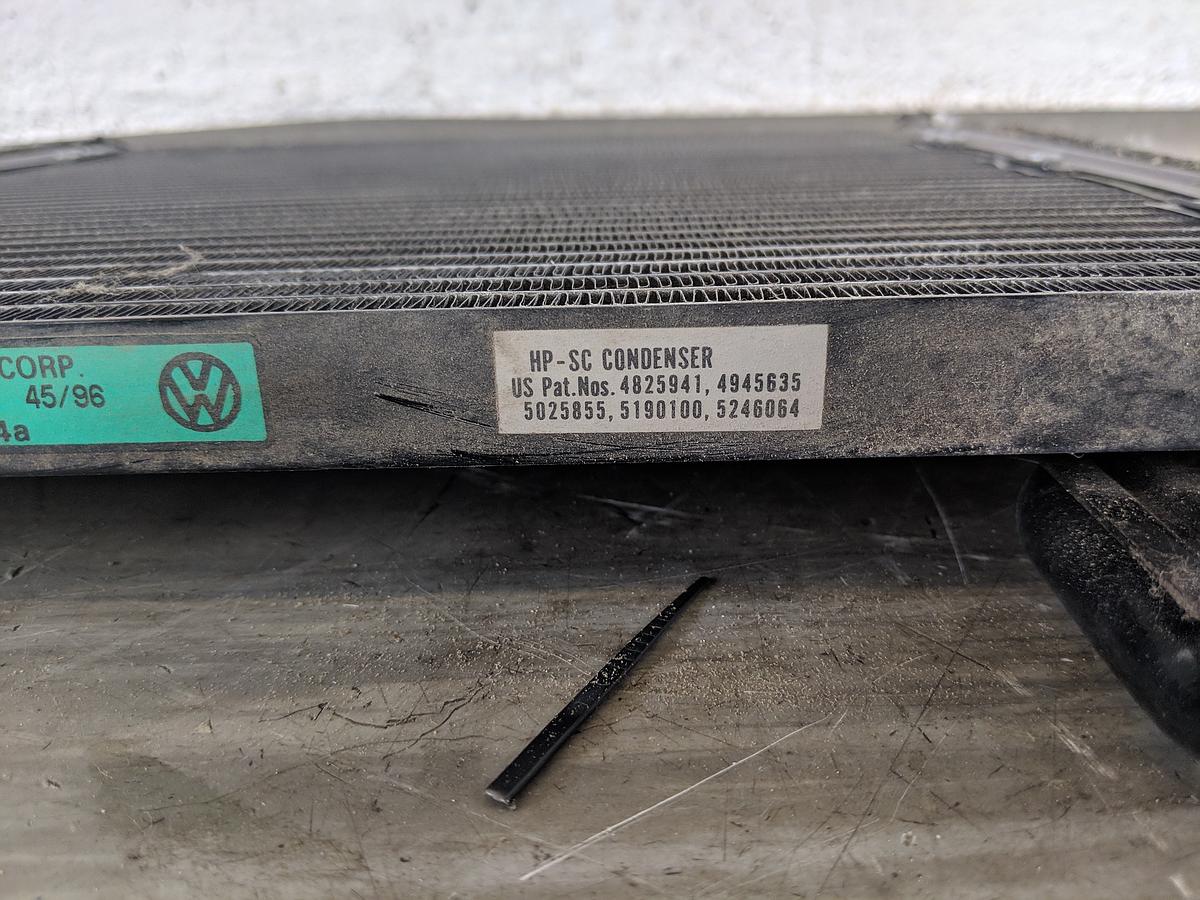 CORP.
45/96
4a
HP-SC CONDENSER
US Pat.Nos. 4825941, 4945635
5025855, 5190100, 5246064